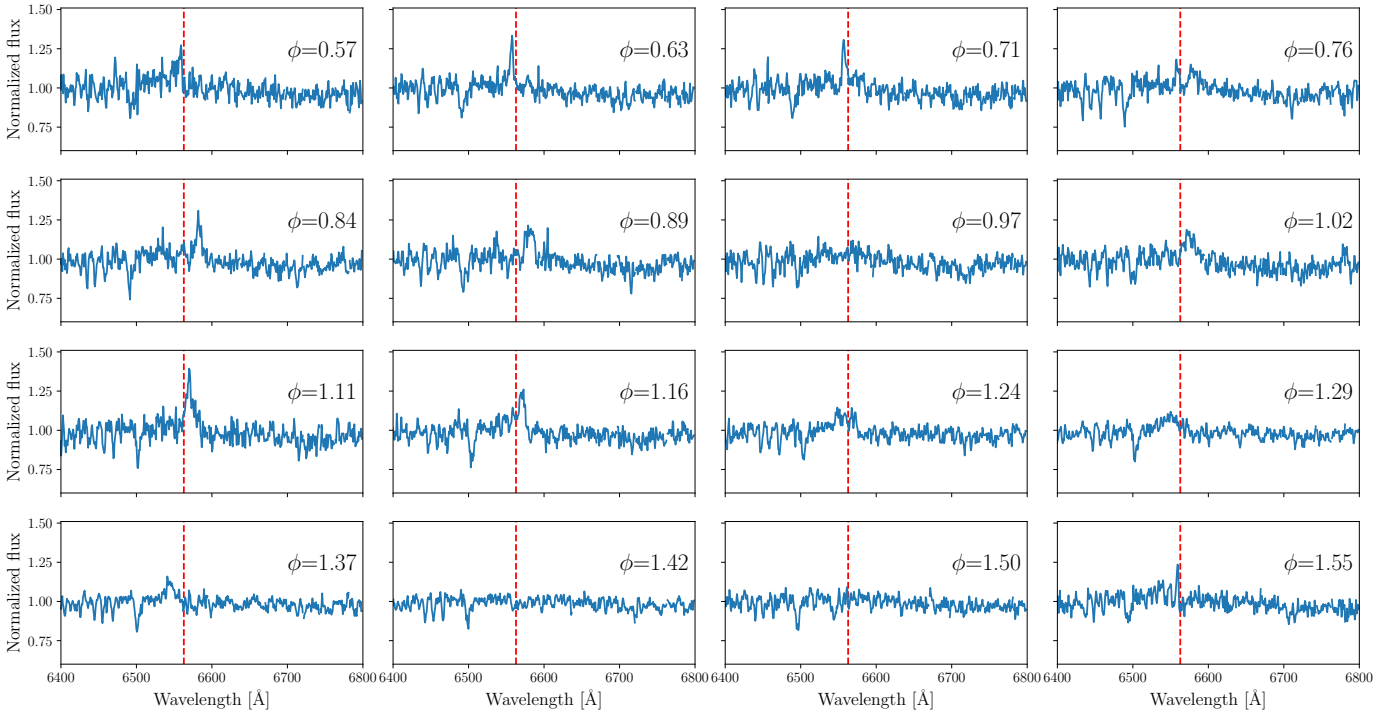 1.50
1.25
1.00
0.75
Normalized flux
ϕ=0.57
ϕ=0.63
ϕ=0.71
ϕ=0.76
1.50
1.25
1.00
0.75
Normalized flux
ϕ=0.84
ϕ=0.89
ϕ=0.97
ϕ=1.02
1.50
1.25
1.00
0.75
Normalized flux
ϕ=1.11
ϕ=1.16
ϕ=1.24
ϕ=1.29
1.50
1.25
1.00
0.75
Normalized flux
ϕ=1.37
ϕ=1.42
ϕ=1.50
ϕ=1.55
6400 6500 6600 6700 6800
6400 6500 6600 6700 6800
6400 6500 6600 6700 6800
6400 6500 6600 6700 6800
Wavelength [Å]
Wavelength [Å]
Wavelength [Å]
Wavelength [Å]